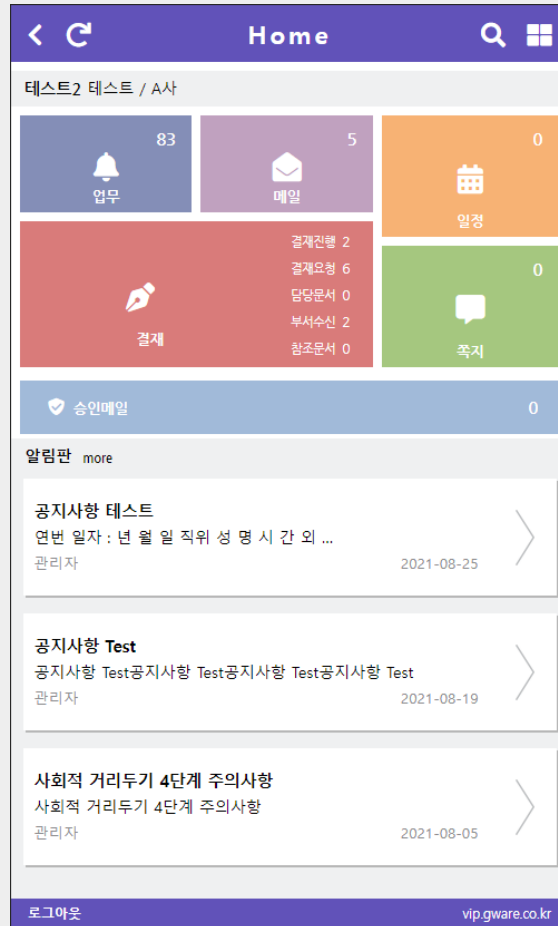 Home
테스트2 테스트 / A사
83
업무
5
메일
0
일정
결재진행 2
결재요청 6
담당문서 0
부서수신 2
참조문서 0
결재
0
쪽지
승인메일 0
알림판 more
공지사항 테스트
연번 일자 : 년 월 일 직위 성 명 시 간 외 ...
관리자 2021-08-25
공지사항 Test
공지사항 Test공지사항 Test공지사항 Test공지사항 Test
관리자 2021-08-19
사회적 거리두기 4단계 주의사항
사회적 거리두기 4단계 주의사항
관리자 2021-08-05
로그아웃 vip.gware.co.kr